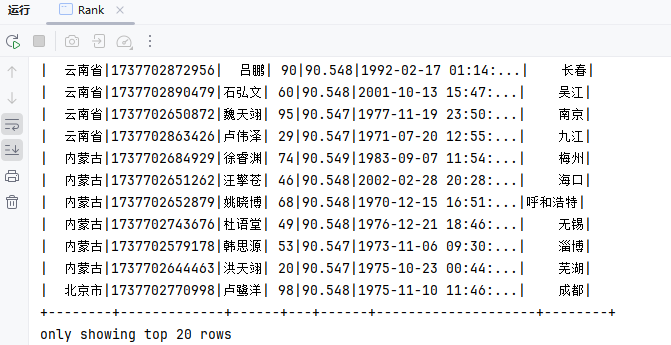 运行 Rank
| 云南省|1737702872956| 吕鹏| 90|90.548|1992-02-17 01:14:...| 长春|
| 云南省|1737702890479|石弘文| 60|90.548|2001-10-13 15:47:...| 吴江|
| 云南省|1737702650872|魏天翊| 95|90.547|1977-11-19 23:50:...| 南京|
| 云南省|1737702863426|卢伟泽| 29|90.547|1971-07-20 12:55:...| 九江|
| 内蒙古|1737702684929|徐睿渊| 74|90.549|1983-09-07 11:54:...| 梅州|
| 内蒙古|1737702651262|汪擎苍| 46|90.548|2002-02-28 20:28:...| 海口|
| 内蒙古|1737702652879|姚晓博| 68|90.548|1970-12-15 16:51:...|呼和浩特|
| 内蒙古|1737702743676|杜语堂| 49|90.548|1976-12-21 18:46:...| 无锡|
| 内蒙古|1737702579178|韩思源| 53|90.547|1973-11-06 09:30:...| 淄博|
| 内蒙古|1737702644463|洪天翊| 20|90.547|1975-10-23 00:44:...| 芜湖|
| 北京市|1737702770998|卢鹭洋| 98|90.548|1975-11-10 11:46:...| 成都|
+--------+-------------+------+---+------+--------------------+--------+
only showing top 20 rows